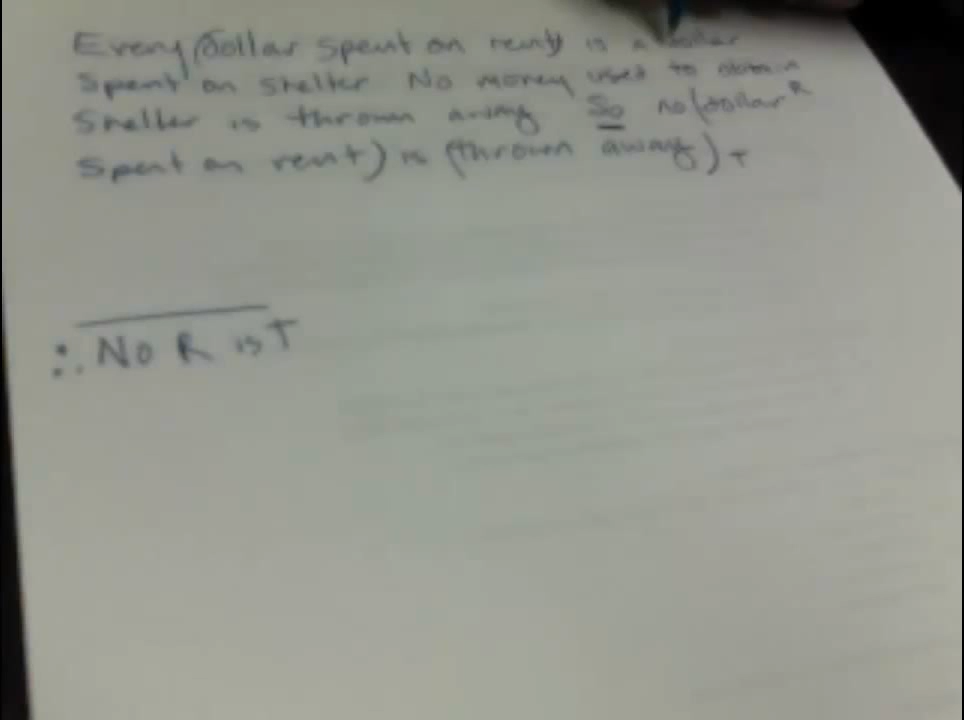 Every (dollar spent on rent) is a dollar
spent on shelter. No money used to obtain
shelter is thrown away. So no (dollar R
spent on rent) is (thrown away) T
∴ No R is T